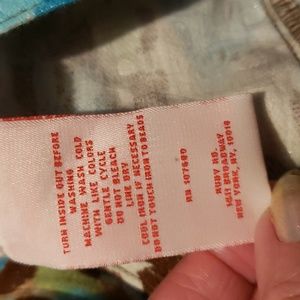 TURN INSIDE OUT BEFORE
WASHING
MACHINE WASH COLD
WITH LIKE COLORS
GENTLE CYCLE
DO NOT BLEACH
LINE DRY
COOL IRON IF NECESSARY
DO NOT TOUCH IRON TO BEADS
RN 107680
RUBY RD.
1411 BROADWAY
NEW YORK, NY. 10018